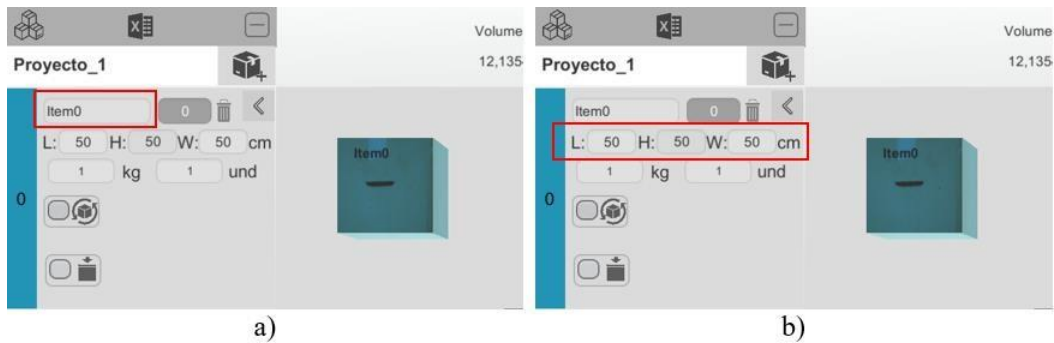 Volume
Proyecto_1
12,135
Item0
0
L: 50 H: 50 W: 50 cm
1 kg 1 und
0
Item0
a)
Volume
Proyecto_1
12,135
Item0
0
L: 50 H: 50 W: 50 cm
1 kg 1 und
0
Item0
b)